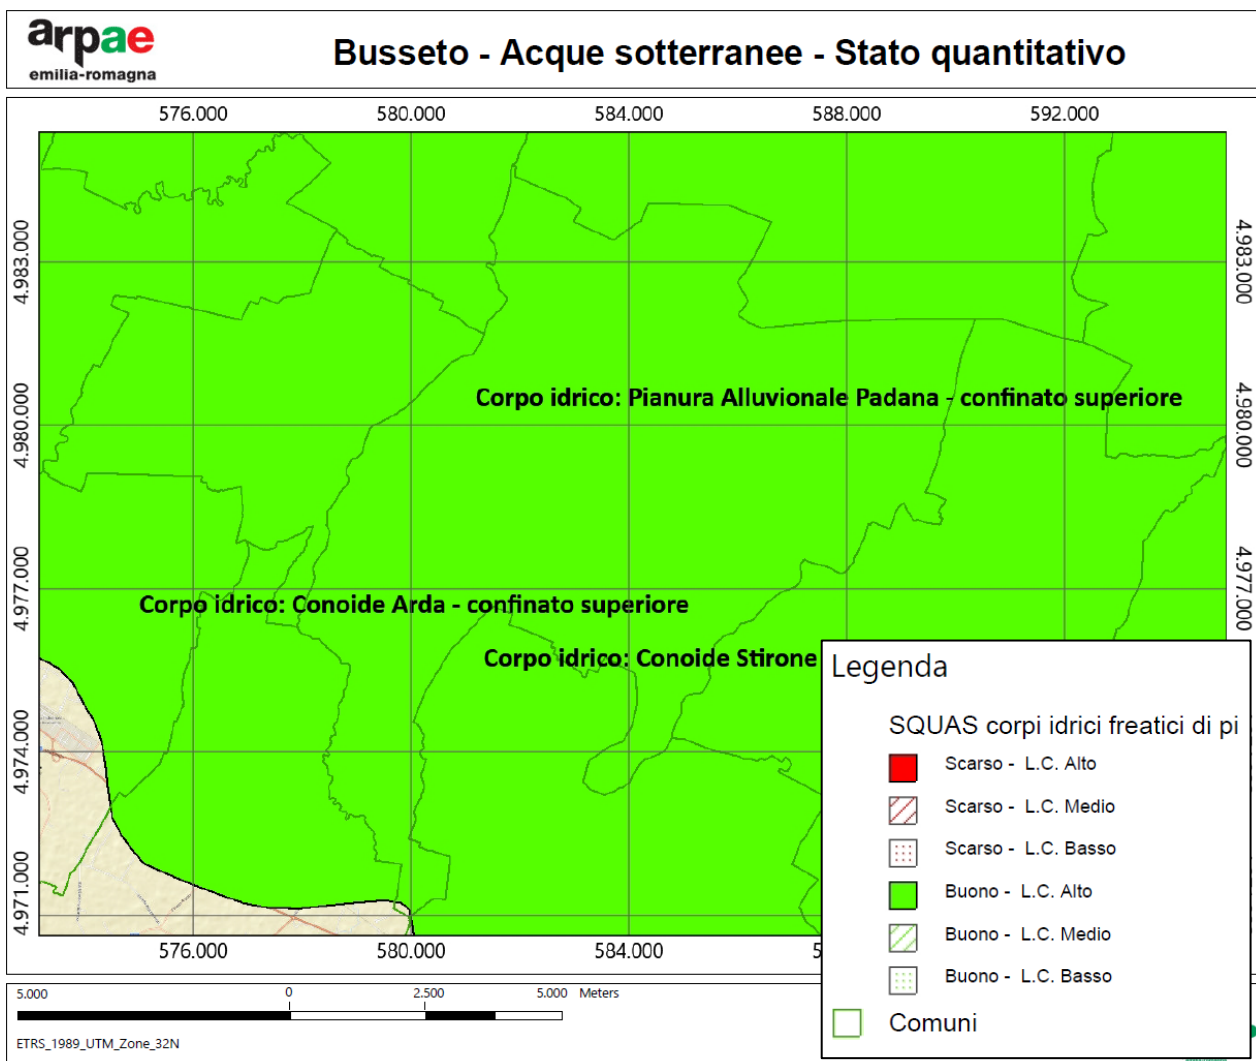 arpae
emilia-romagna
Busseto - Acque sotterranee - Stato quantitativo
576.000 580.000 584.000 588.000 592.000
4.983.000 4.983.000
Corpo idrico: Pianura Alluvionale Padana - confinato superiore
4.980.000 4.980.000
4.977.000 4.977.000
Corpo idrico: Conoide Arda - confinato superiore
Corpo idrico: Conoide Stirone
4.974.000
4.971.000
576.000 580.000 584.000
Legenda
SQUAS corpi idrici freatici di pi
Scarso - L.C. Alto
Scarso - L.C. Medio
Scarso - L.C. Basso
Buono - L.C. Alto
Buono - L.C. Medio
Buono - L.C. Basso
Comuni
5.000 0 2.500 5.000 Meters
ETRS_1989_UTM_Zone_32N